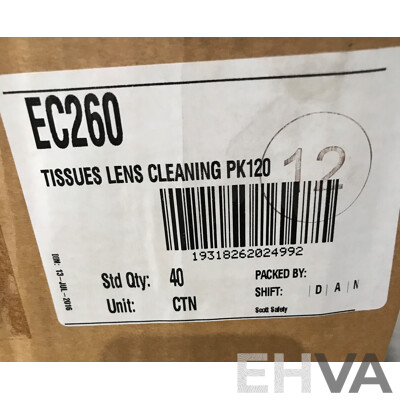 EC260
TISSUES LENS CLEANING PK120
12
19318262024992
DIM: 13-JUL-2016
Std Qty: 40
PACKED BY:
Unit: CTN
SHIFT: |D|A|N
Scott Safety
EHVA